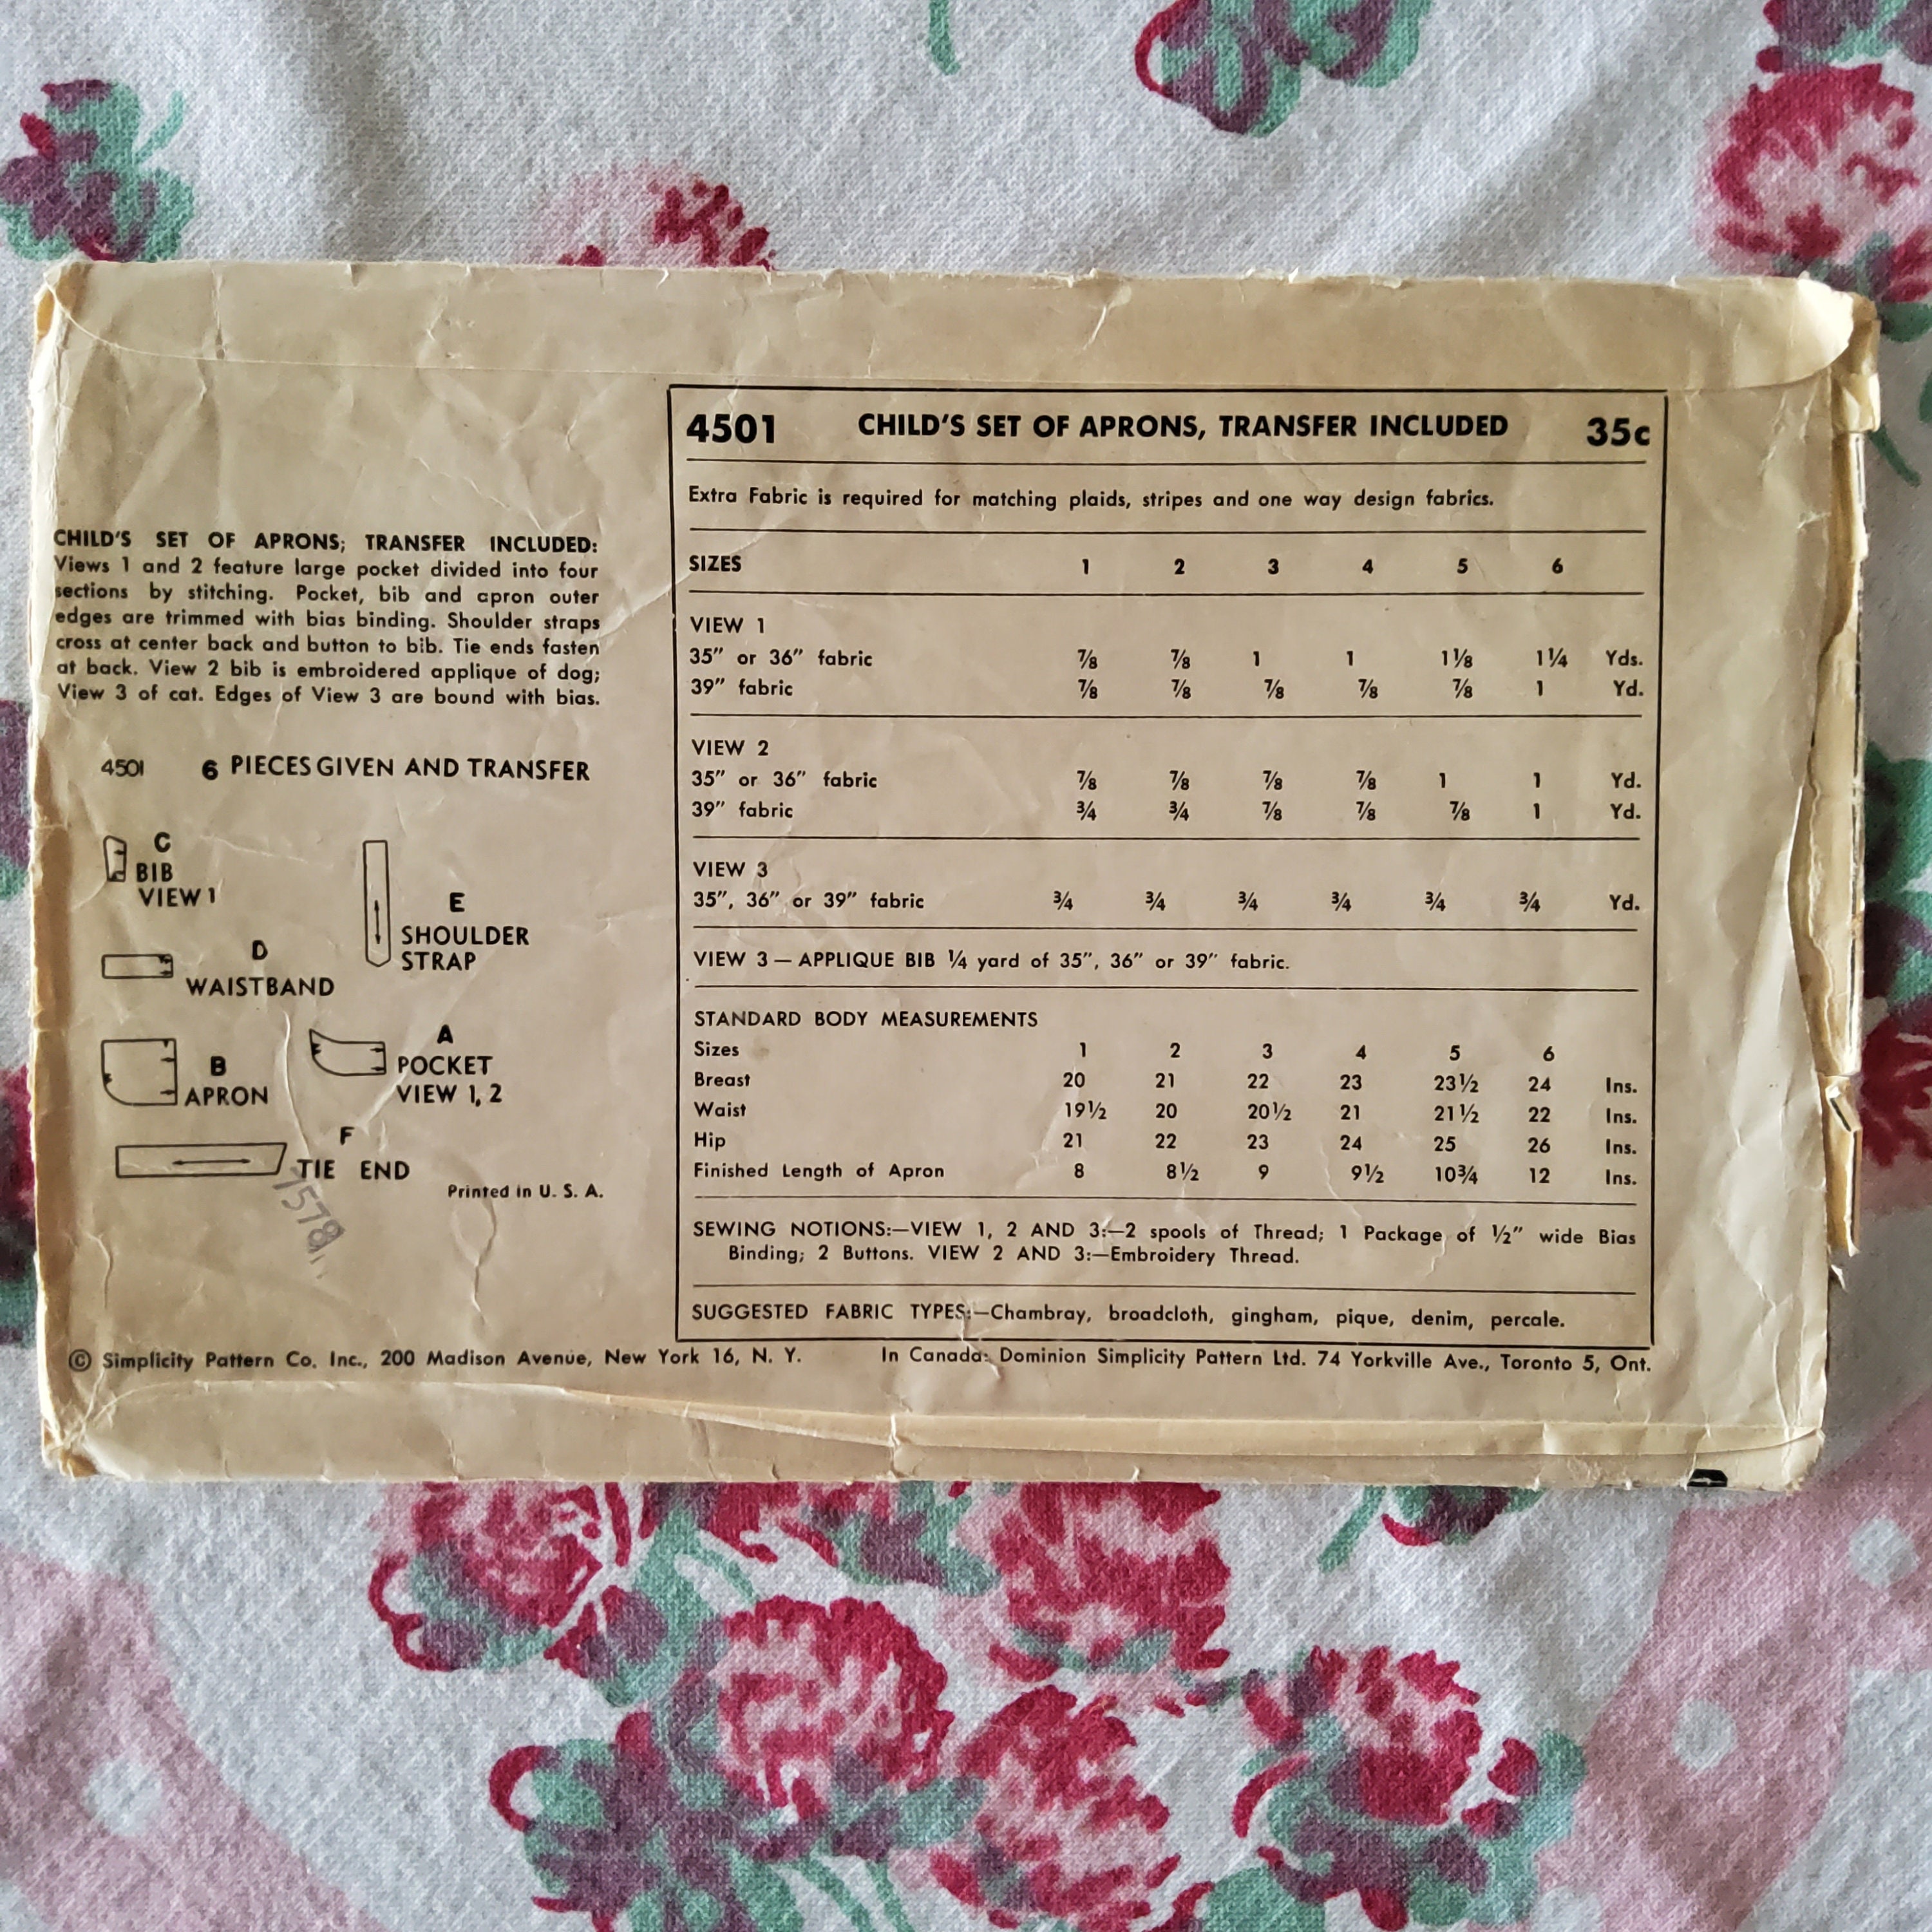 CHILD'S SET OF APRONS; TRANSFER INCLUDED:
Views 1 and 2 feature large pocket divided into four
sections by stitching. Pocket, bib and apron outer
edges are trimmed with bias binding. Shoulder straps
cross at center back and button to bib. Tie ends fasten
at back. View 2 bib is embroidered applique of dog;
View 3 of cat. Edges of View 3 are bound with bias.
4501 6 PIECES GIVEN AND TRANSFER
C
BIB
VIEW 1
E
SHOULDER
STRAP
D
WAISTBAND
B
APRON
A
POCKET
VIEW 1, 2
F
TIE END
Printed in U. S. A.
1578
4501 CHILD'S SET OF APRONS, TRANSFER INCLUDED 35c
Extra Fabric is required for matching plaids, stripes and one way design fabrics.
SIZES 1 2 3 4 5 6
VIEW 1
35" or 36" fabric ⅞ ⅞ 1 1 1⅛ 1¼ Yds.
39" fabric ⅞ ⅞ ⅞ ⅞ ⅞ 1 Yd.
VIEW 2
35" or 36" fabric ⅞ ⅞ ⅞ ⅞ 1 1 Yd.
39" fabric ¾ ¾ ⅞ ⅞ ⅞ 1 Yd.
VIEW 3
35", 36" or 39" fabric ¾ ¾ ¾ ¾ ¾ ¾ Yd.
VIEW 3 — APPLIQUE BIB ¼ yard of 35", 36" or 39" fabric.
STANDARD BODY MEASUREMENTS
Sizes 1 2 3 4 5 6
Breast 20 21 22 23 23½ 24 Ins.
Waist 19½ 20 20½ 21 21½ 22 Ins.
Hip 21 22 23 24 25 26 Ins.
Finished Length of Apron 8 8½ 9 9½ 10¾ 12 Ins.
SEWING NOTIONS:—VIEW 1, 2 AND 3:—2 spools of Thread; 1 Package of ½" wide Bias
Binding; 2 Buttons. VIEW 2 AND 3:—Embroidery Thread.
SUGGESTED FABRIC TYPES:—Chambray, broadcloth, gingham, pique, denim, percale.
© Simplicity Pattern Co. Inc., 200 Madison Avenue, New York 16, N. Y. In Canada: Dominion Simplicity Pattern Ltd. 74 Yorkville Ave., Toronto 5, Ont.